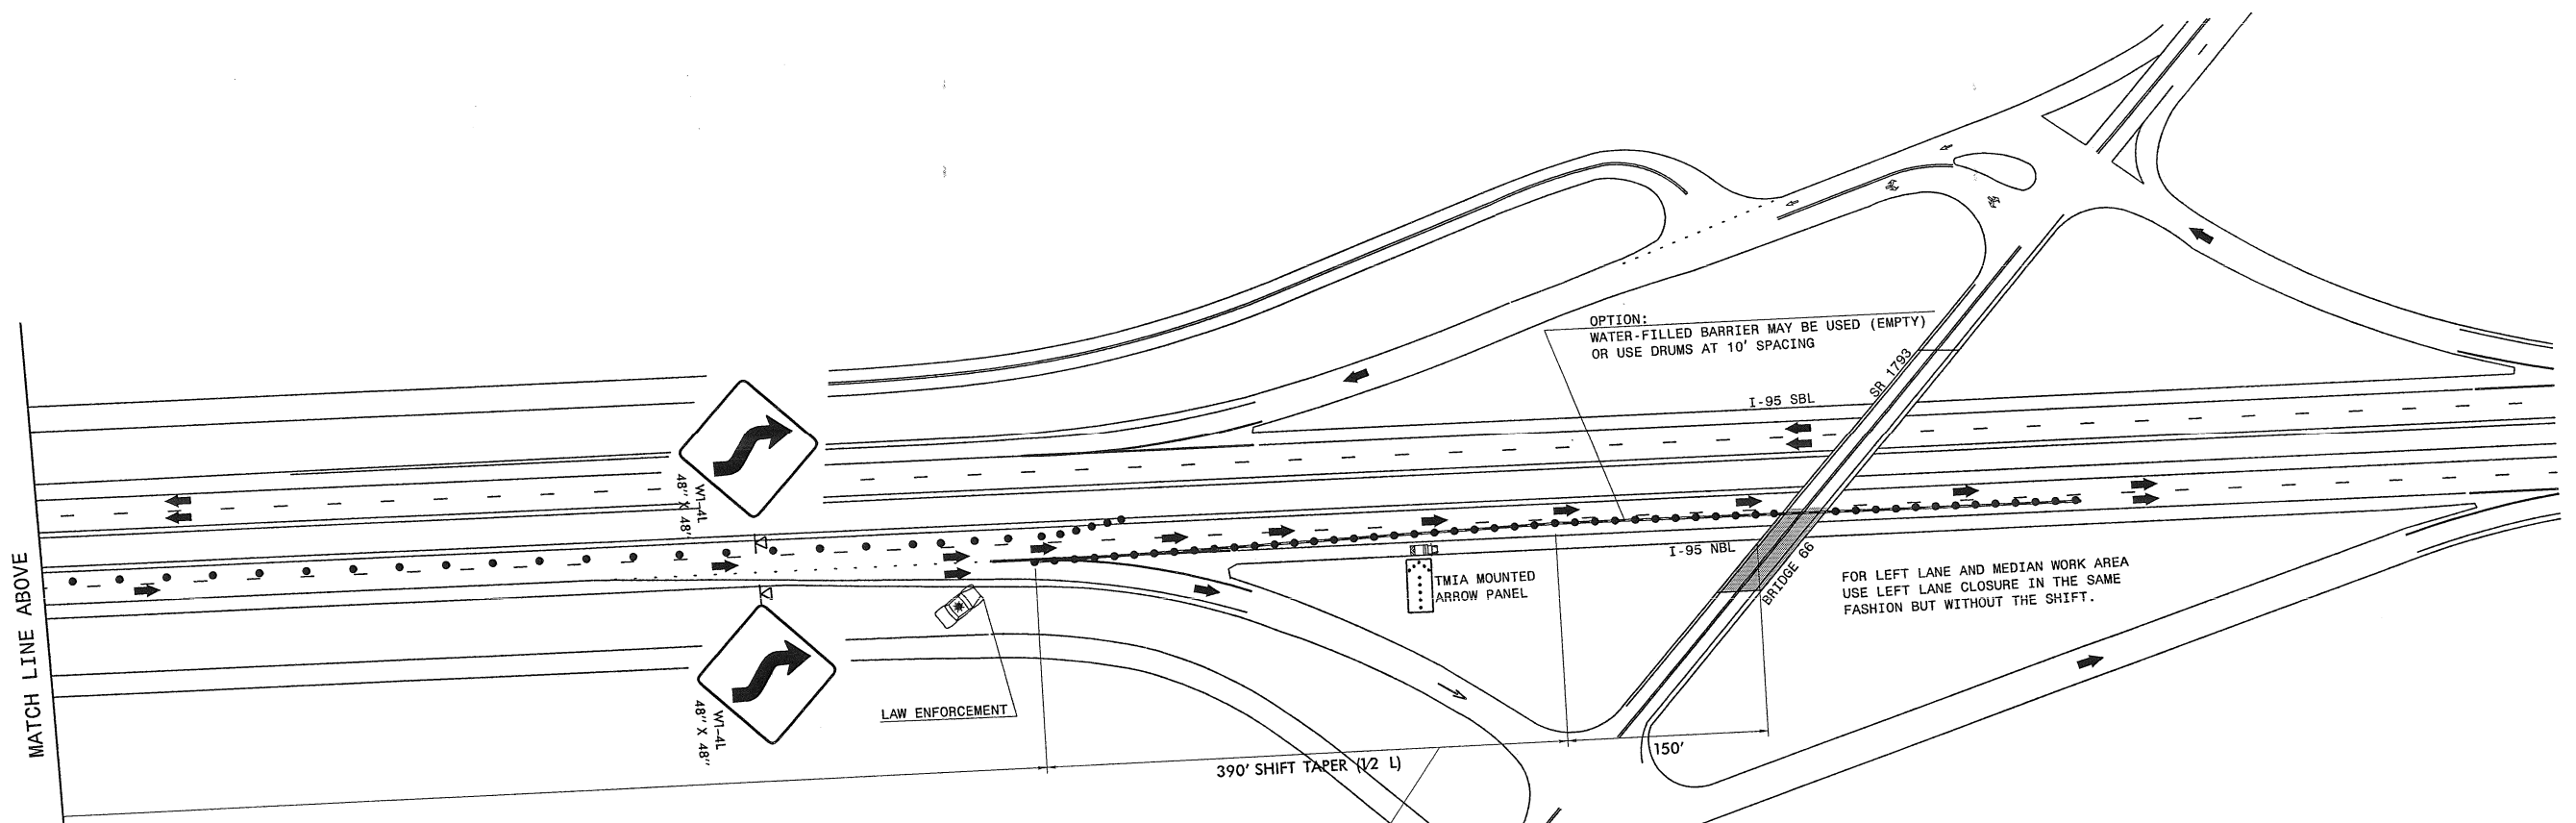 MATCH LINE ABOVE
W1-4L
48" X 48"
W1-4L
48" X 48"
LAW ENFORCEMENT
390' SHIFT TAPER (1/2 L)
150'
TMIA MOUNTED
ARROW PANEL
OPTION:
WATER-FILLED BARRIER MAY BE USED (EMPTY)
OR USE DRUMS AT 10' SPACING
I-95 SBL
SR 1793
I-95 NBL
BRIDGE 66
FOR LEFT LANE AND MEDIAN WORK AREA
USE LEFT LANE CLOSURE IN THE SAME
FASHION BUT WITHOUT THE SHIFT.